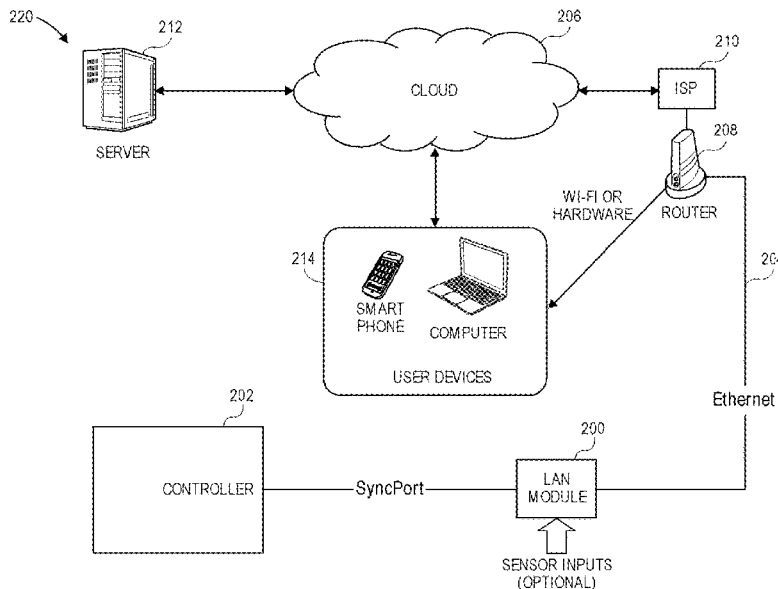 220
212
206
210
CLOUD
ISP
SERVER
208
WI-FI OR
HARDWARE
ROUTER
214
204
SMART
PHONE
COMPUTER
USER DEVICES
Ethernet
202
200
CONTROLLER
SyncPort
LAN
MODULE
SENSOR INPUTS
(OPTIONAL)